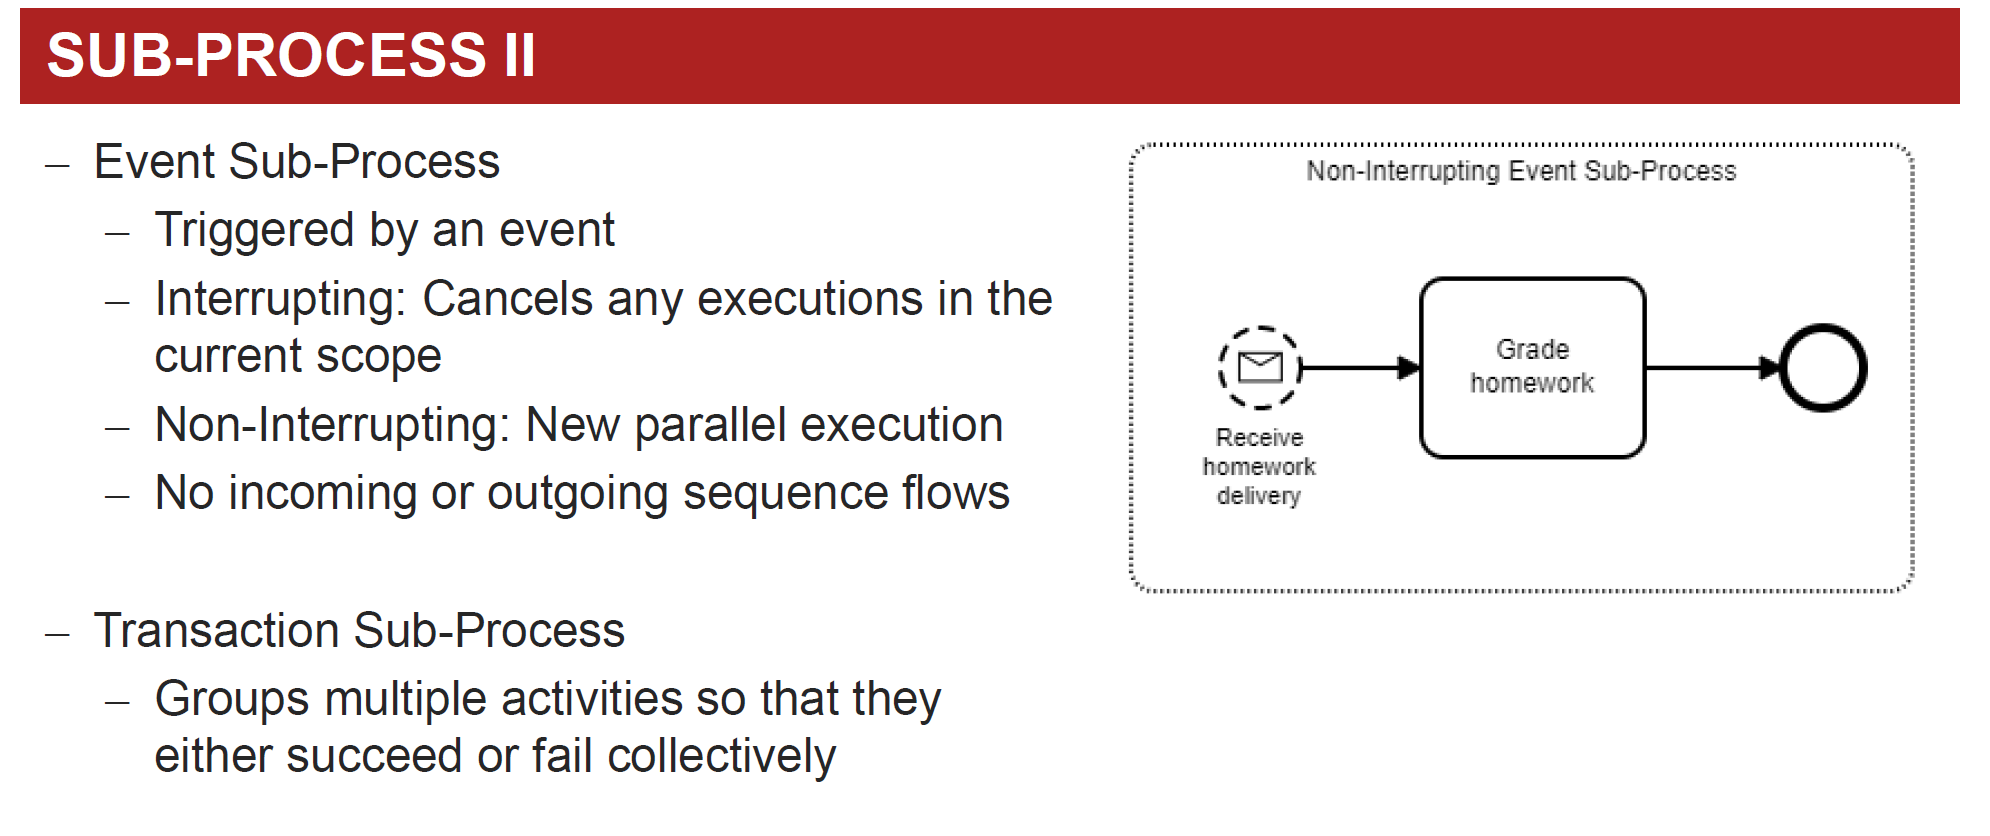 SUB-PROCESS II
– Event Sub-Process
– Triggered by an event
– Interrupting: Cancels any executions in the
current scope
– Non-Interrupting: New parallel execution
– No incoming or outgoing sequence flows
– Transaction Sub-Process
– Groups multiple activities so that they
either succeed or fail collectively
Non-Interrupting Event Sub-Process
Receive
homework
delivery
Grade
homework